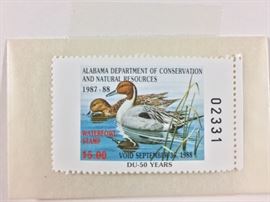 ALABAMA DEPARTMENT OF CONSERVATION
AND NATURAL RESOURCES
1987-88
WATERFOWL
STAMP
$5.00
VOID SEPTEMBER 30, 1988
DU-50 YEARS
02331